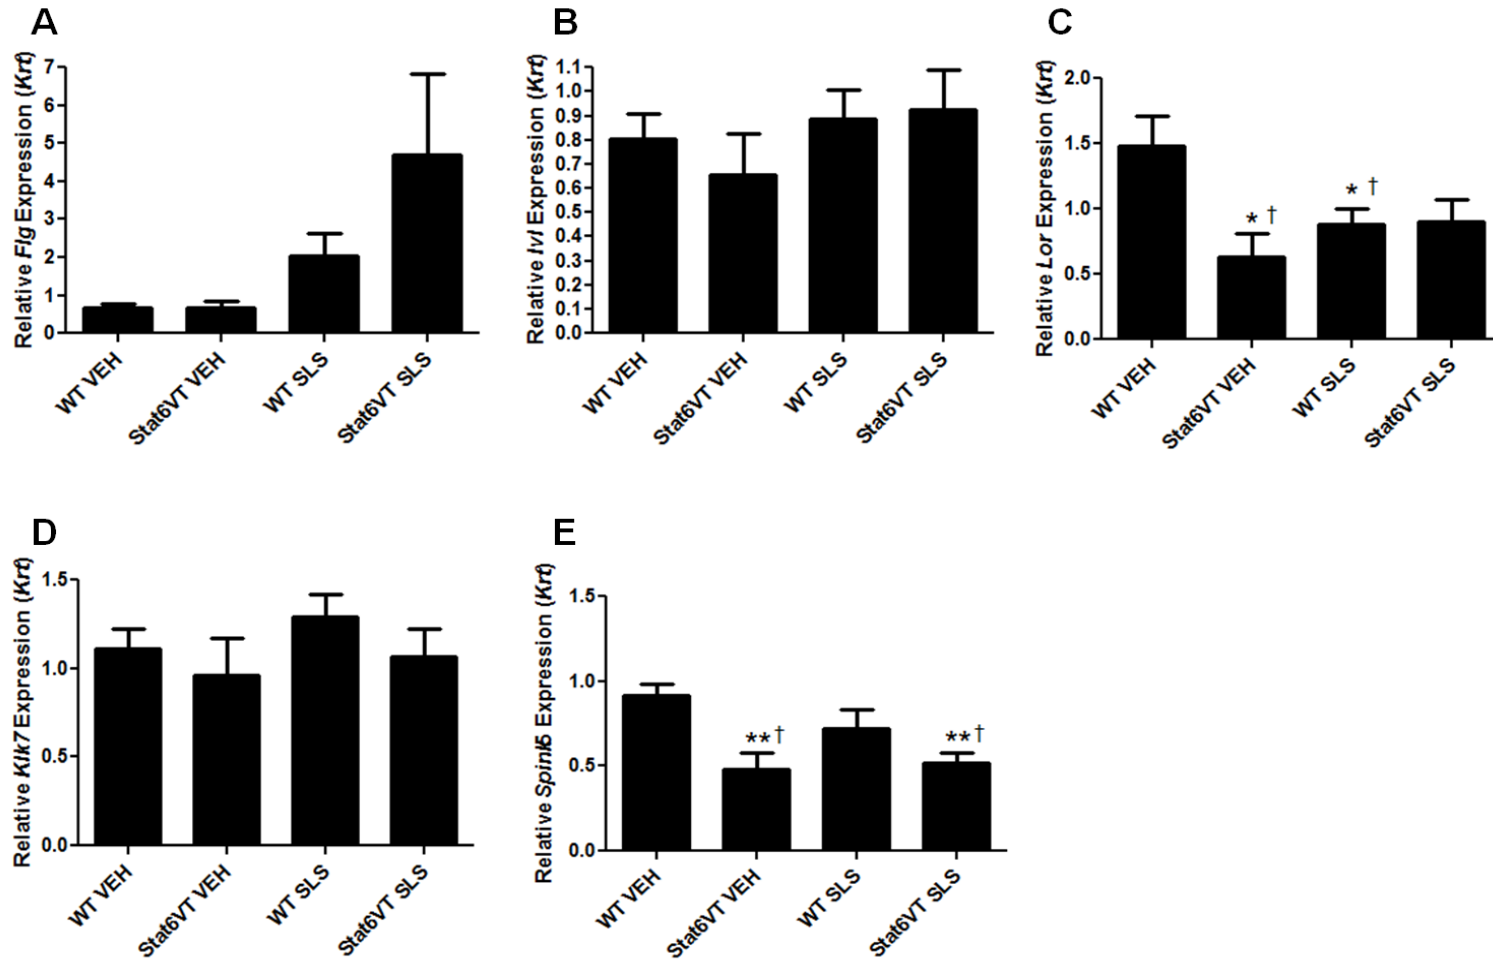 A
Relative Flg Expression (Krt)
7
6
5
4
3
2
1
0
WT VEH
Stat6VT VEH
WT SLS
Stat6VT SLS
B
Relative Ivl Expression (Krt)
1.1
1.0
0.9
0.8
0.7
0.6
0.5
0.4
0.3
0.2
0.1
0.0
WT VEH
Stat6VT VEH
WT SLS
Stat6VT SLS
C
Relative Lor Expression (Krt)
2.0
1.5
1.0
0.5
0.0
* †
* †
WT VEH
Stat6VT VEH
WT SLS
Stat6VT SLS
D
Relative Klk7 Expression (Krt)
1.5
1.0
0.5
0.0
WT VEH
Stat6VT VEH
WT SLS
Stat6VT SLS
E
Relative Spink5 Expression (Krt)
1.5
1.0
0.5
0.0
**†
**†
WT VEH
Stat6VT VEH
WT SLS
Stat6VT SLS